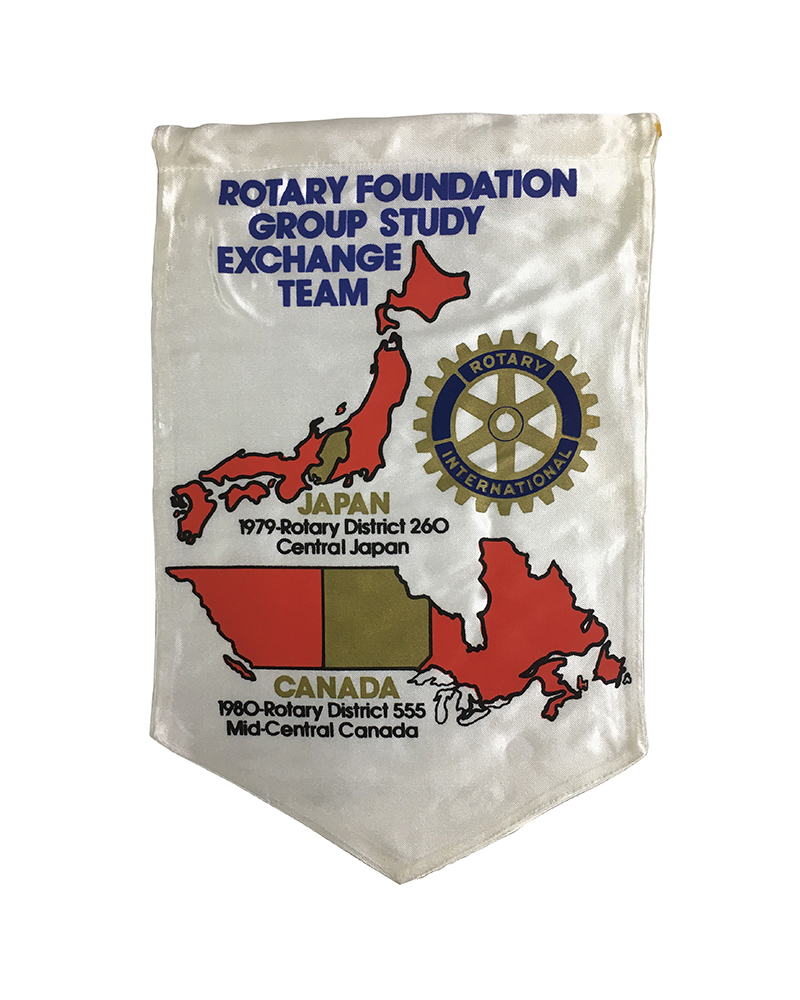 ROTARY FOUNDATION
GROUP STUDY
EXCHANGE
TEAM
ROTARY
INTERNATIONAL
JAPAN
1979-Rotary District 260
Central Japan
CANADA
1980-Rotary District 555
Mid-Central Canada